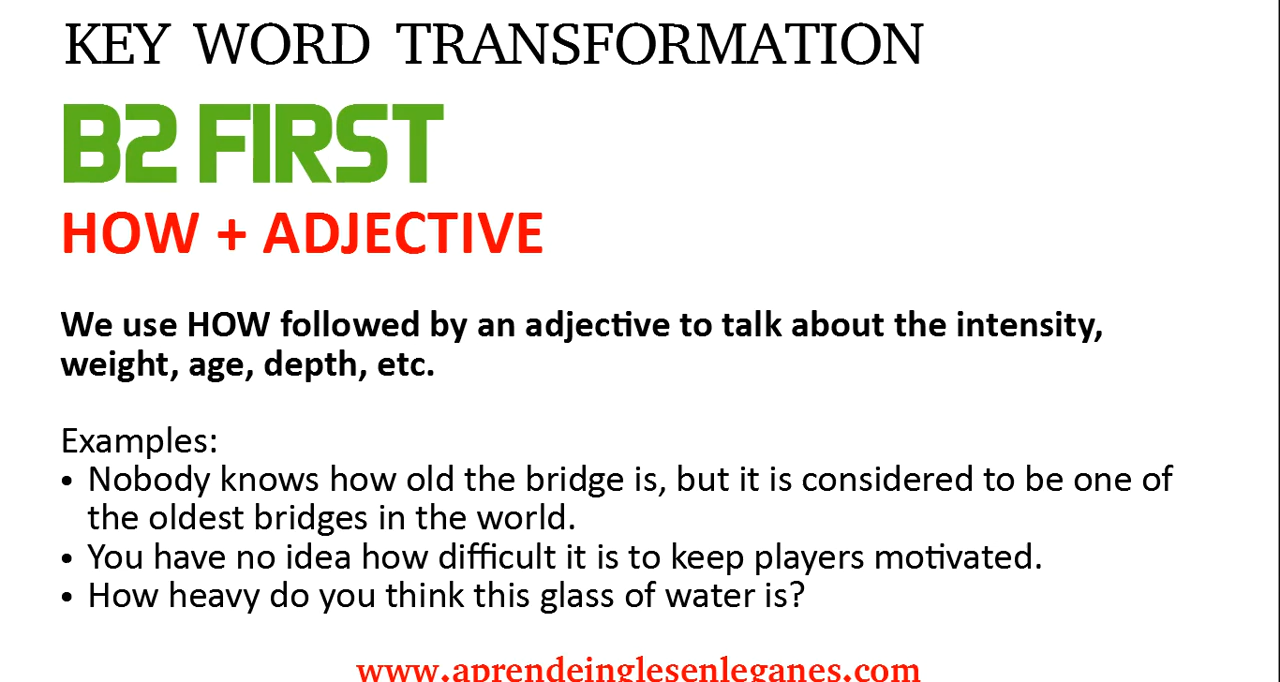 KEY WORD TRANSFORMATION
B2 FIRST
HOW + ADJECTIVE
We use HOW followed by an adjective to talk about the intensity,
weight, age, depth, etc.
Examples:
• Nobody knows how old the bridge is, but it is considered to be one of
the oldest bridges in the world.
• You have no idea how difficult it is to keep players motivated.
• How heavy do you think this glass of water is?
www.aprendeinglesenleganes.com